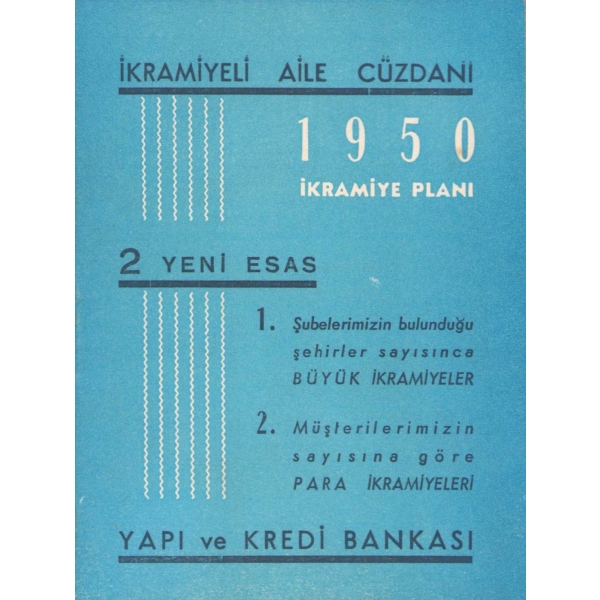 İKRAMİYELİ AİLE CÜZDANI
1950
İKRAMİYE PLANI
2 YENİ ESAS
1. Şubelerimizin bulunduğu
şehirler sayısınca
BÜYÜK İKRAMİYELER
2. Müşterilerimizin
sayısına göre
PARA İKRAMİYELERİ
YAPI ve KREDİ BANKASI